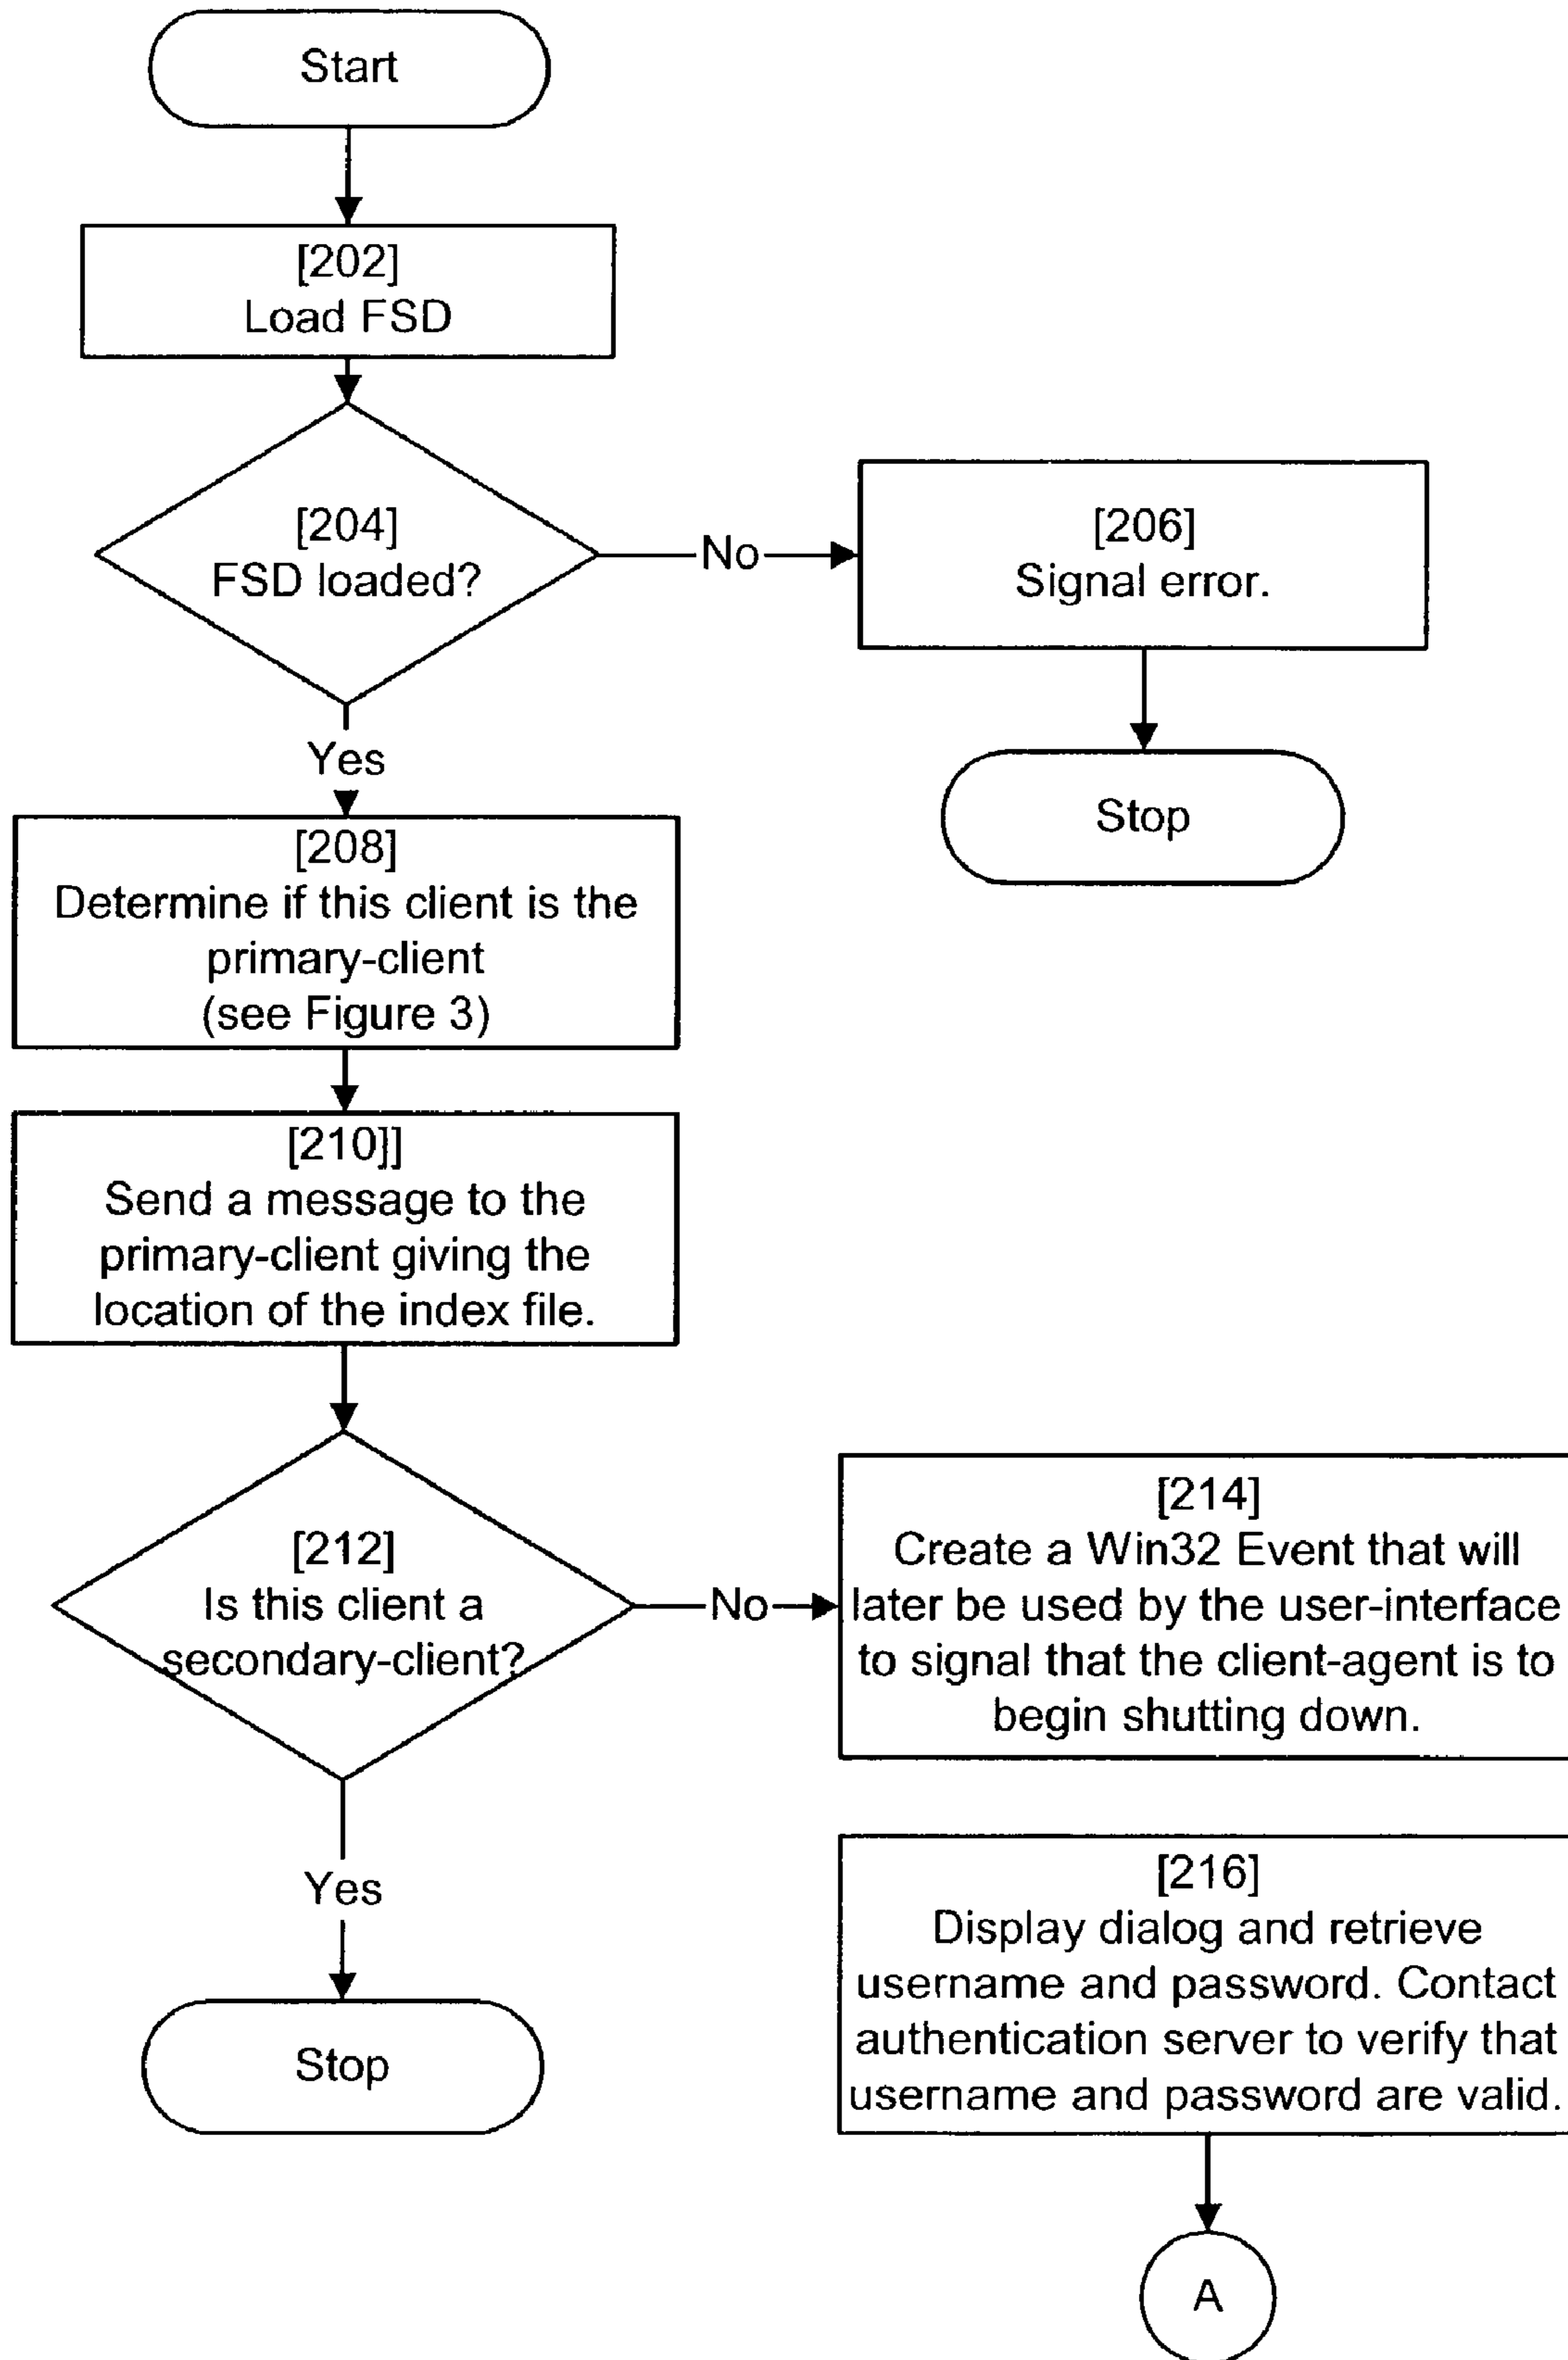 Start
[202]
Load FSD
[204]
FSD loaded?
No
[206]
Signal error.
Stop
Yes
[208]
Determine if this client is the
primary-client
(see Figure 3)
[210]]
Send a message to the
primary-client giving the
location of the index file.
[212]
Is this client a
secondary-client?
No
[214]
Create a Win32 Event that will
later be used by the user-interface
to signal that the client-agent is to
begin shutting down.
Yes
Stop
[216]
Display dialog and retrieve
username and password. Contact
authentication server to verify that
username and password are valid.
A